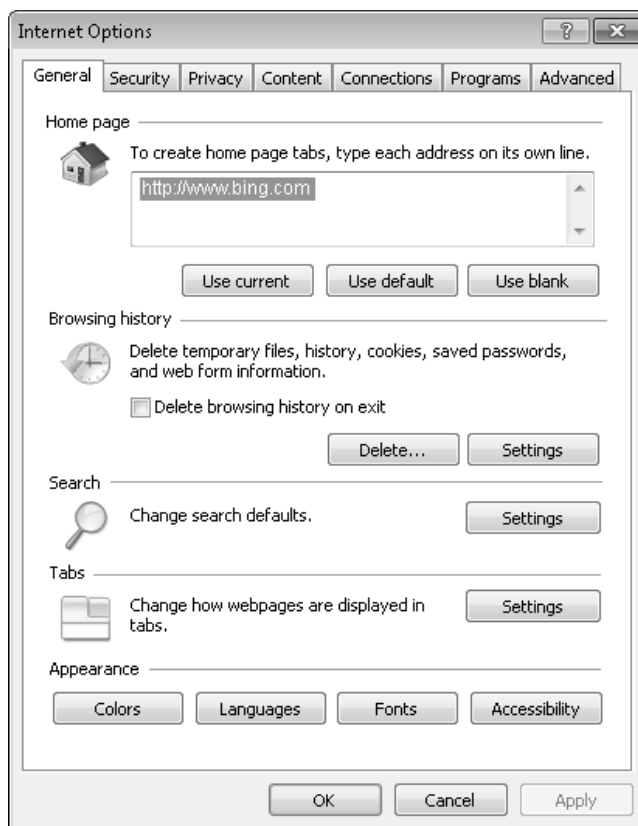 Internet Options
General Security Privacy Content Connections Programs Advanced
Home page
To create home page tabs, type each address on its own line.
http://www.bing.com
Use current Use default Use blank
Browsing history
Delete temporary files, history, cookies, saved passwords,
and web form information.
Delete browsing history on exit
Delete... Settings
Search
Change search defaults. Settings
Tabs
Change how webpages are displayed in Settings
tabs.
Appearance
Colors Languages Fonts Accessibility
OK Cancel Apply